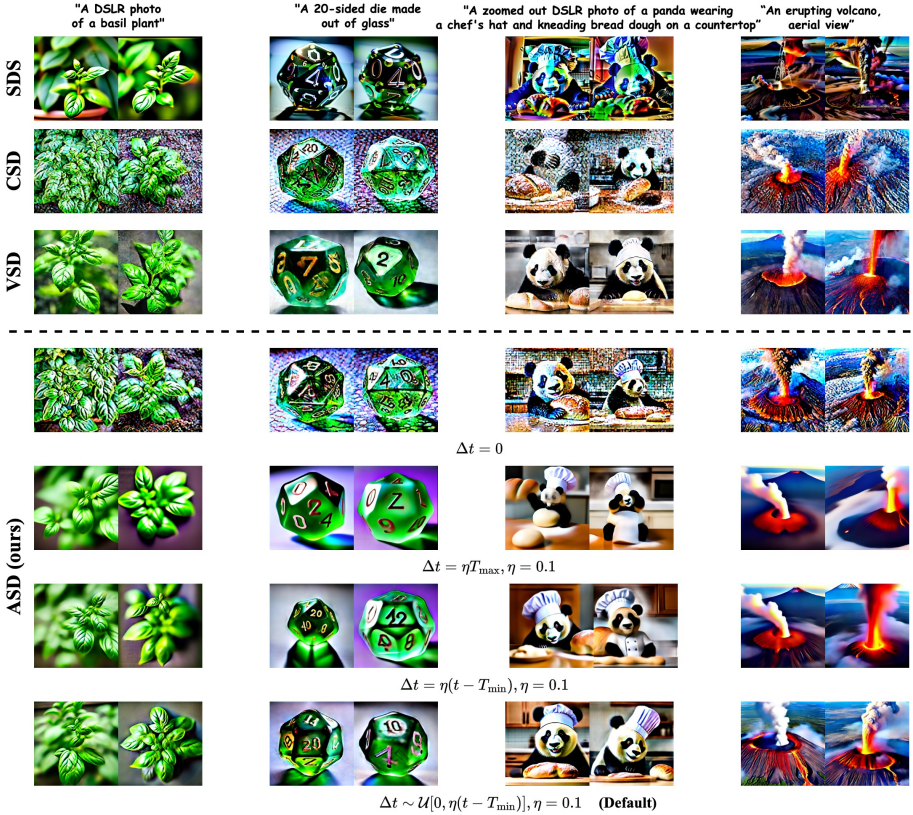 "A DSLR photo
of a basil plant"
"A 20-sided die made
out of glass"
"A zoomed out DSLR photo of a panda wearing
a chef's hat and kneading bread dough on a countertop"
“An erupting volcano,
aerial view”
SDS
CSD
VSD
ASD (ours)
Δt = 0
Δt = ηT_max, η = 0.1
Δt = η(t − T_min), η = 0.1
Δt ∼ 𝒰[0, η(t − T_min)], η = 0.1 (Default)